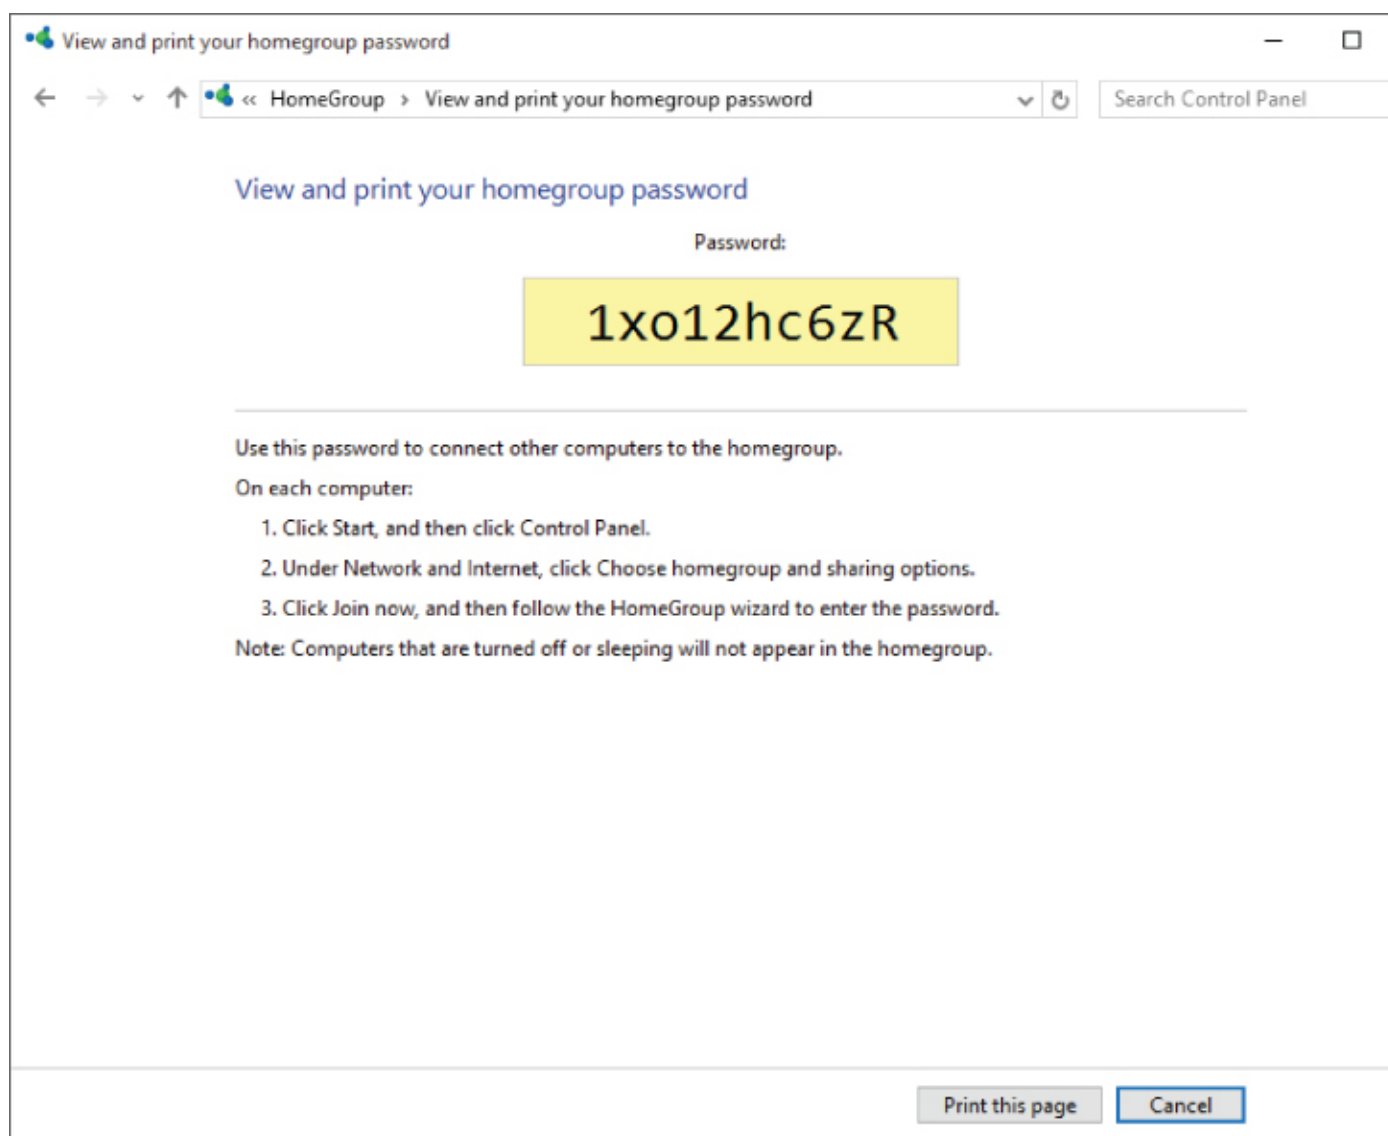 View and print your homegroup password
« HomeGroup > View and print your homegroup password
Search Control Panel
View and print your homegroup password
Password:
1xo12hc6zR
Use this password to connect other computers to the homegroup.
On each computer:
1. Click Start, and then click Control Panel.
2. Under Network and Internet, click Choose homegroup and sharing options.
3. Click Join now, and then follow the HomeGroup wizard to enter the password.
Note: Computers that are turned off or sleeping will not appear in the homegroup.
Print this page
Cancel